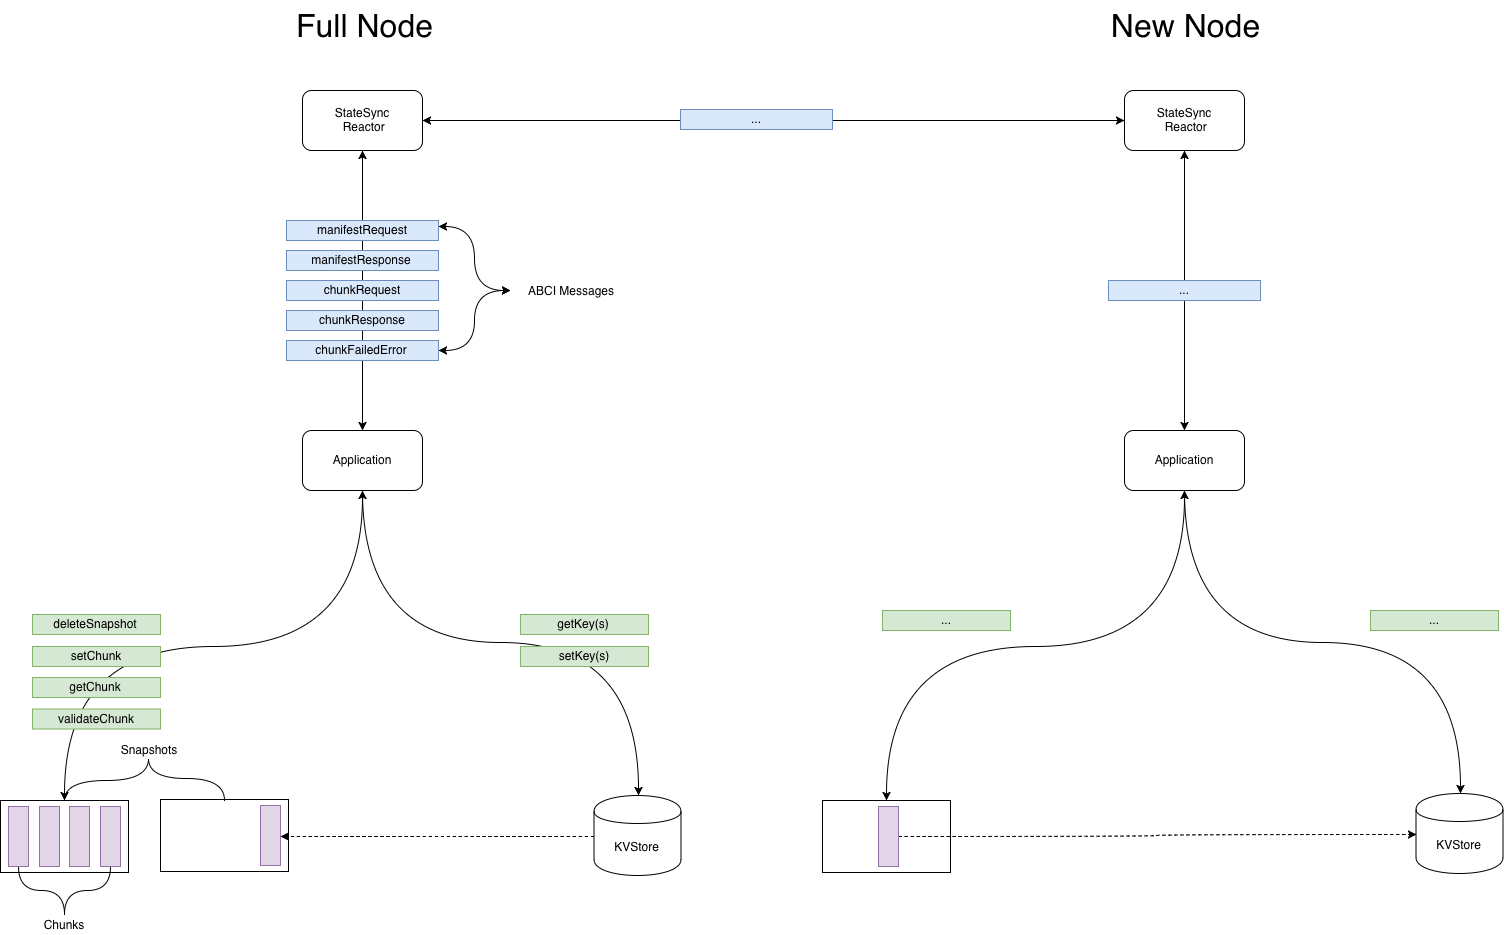 Full Node
New Node
StateSync
Reactor
...
StateSync
Reactor
manifestRequest
manifestResponse
chunkRequest
chunkResponse
chunkFailedError
ABCI Messages
...
Application
Application
deleteSnapshot
setChunk
getChunk
validateChunk
getKey(s)
setKey(s)
...
...
Snapshots
KVStore
KVStore
Chunks